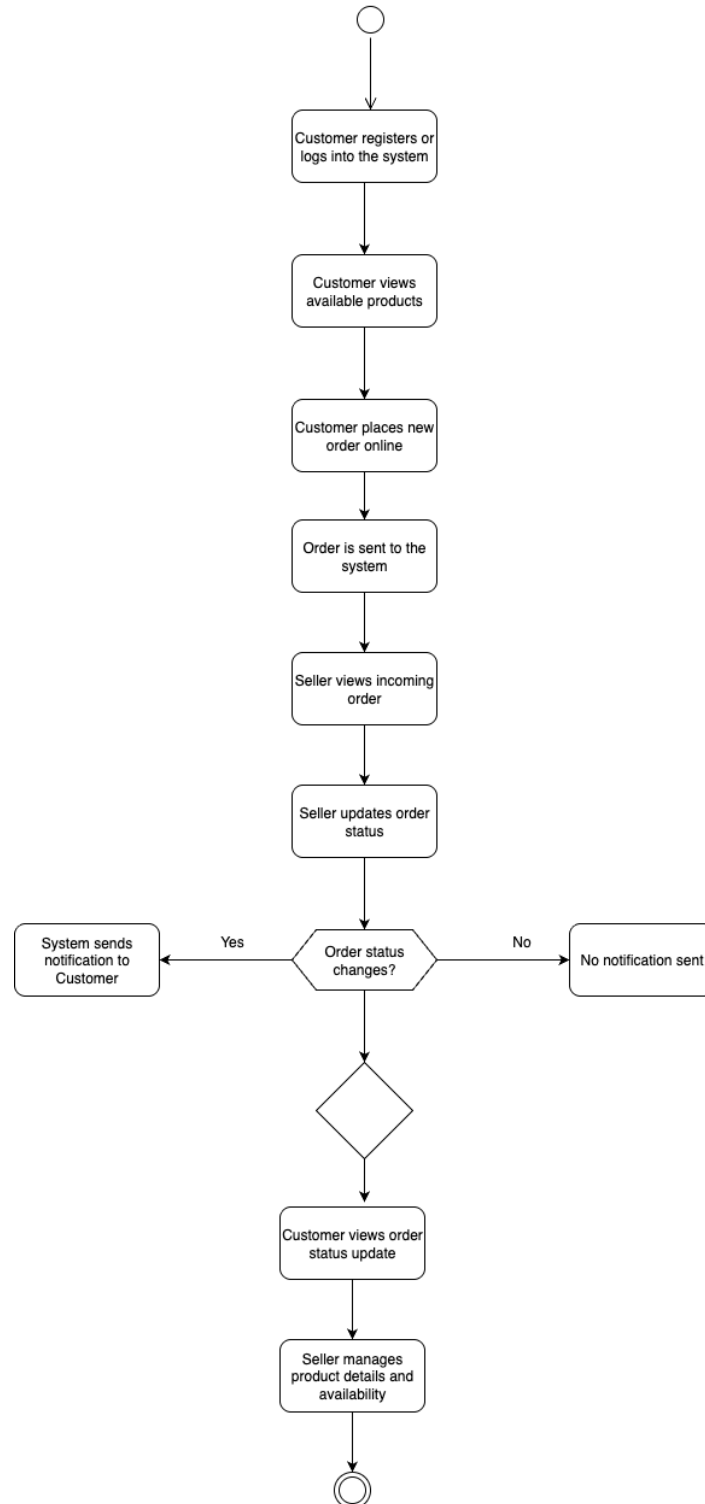 Customer registers or
logs into the system
Customer views
available products
Customer places new
order online
Order is sent to the
system
Seller views incoming
order
Seller updates order
status
System sends
notification to
Customer
Yes
Order status
changes?
No
No notification sent
Customer views order
status update
Seller manages
product details and
availability